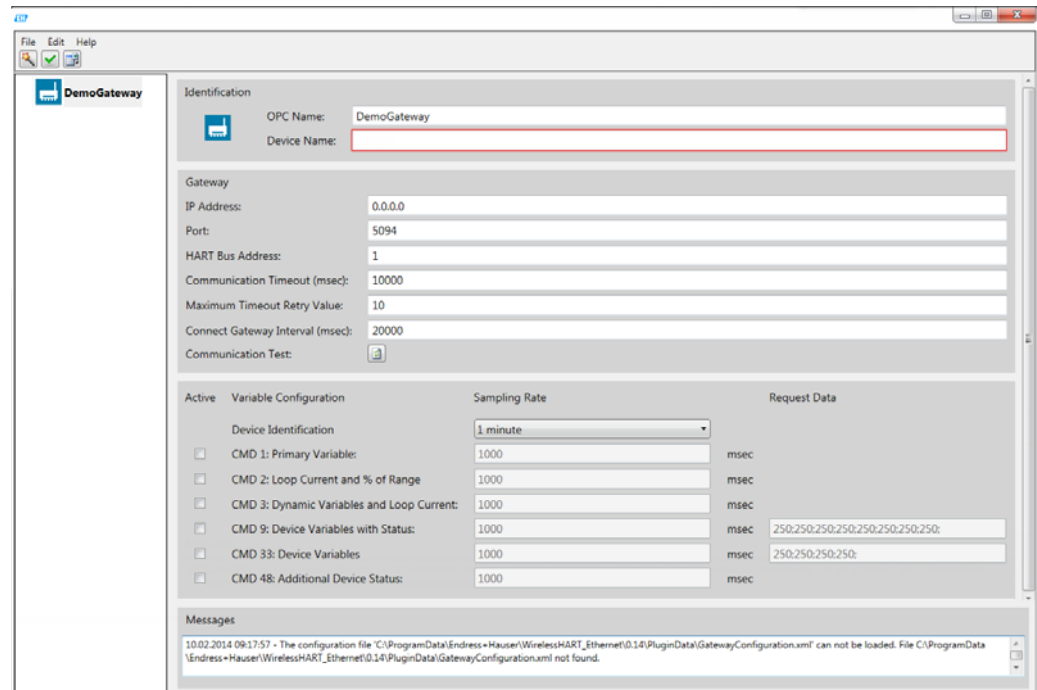 EH
File Edit Help
DemoGateway
Identification
OPC Name: DemoGateway
Device Name:
Gateway
IP Address: 0.0.0.0
Port: 5094
HART Bus Address: 1
Communication Timeout (msec): 10000
Maximum Timeout Retry Value: 10
Connect Gateway Interval (msec): 20000
Communication Test:
Active Variable Configuration Sampling Rate Request Data
Device Identification 1 minute
CMD 1: Primary Variable: 1000 msec
CMD 2: Loop Current and % of Range 1000 msec
CMD 3: Dynamic Variables and Loop Current: 1000 msec
CMD 9: Device Variables with Status: 1000 msec 250;250;250;250;250;250;250;250;
CMD 33: Device Variables 1000 msec 250;250;250;250;
CMD 48: Additional Device Status: 1000 msec
Messages
10.02.2014 09:17:57 - The configuration file 'C:\ProgramData\Endress+Hauser\WirelessHART_Ethernet\0.14\PluginData\GatewayConfiguration.xml' can not be loaded. File C:\ProgramData
\Endress+Hauser\WirelessHART_Ethernet\0.14\PluginData\GatewayConfiguration.xml not found.